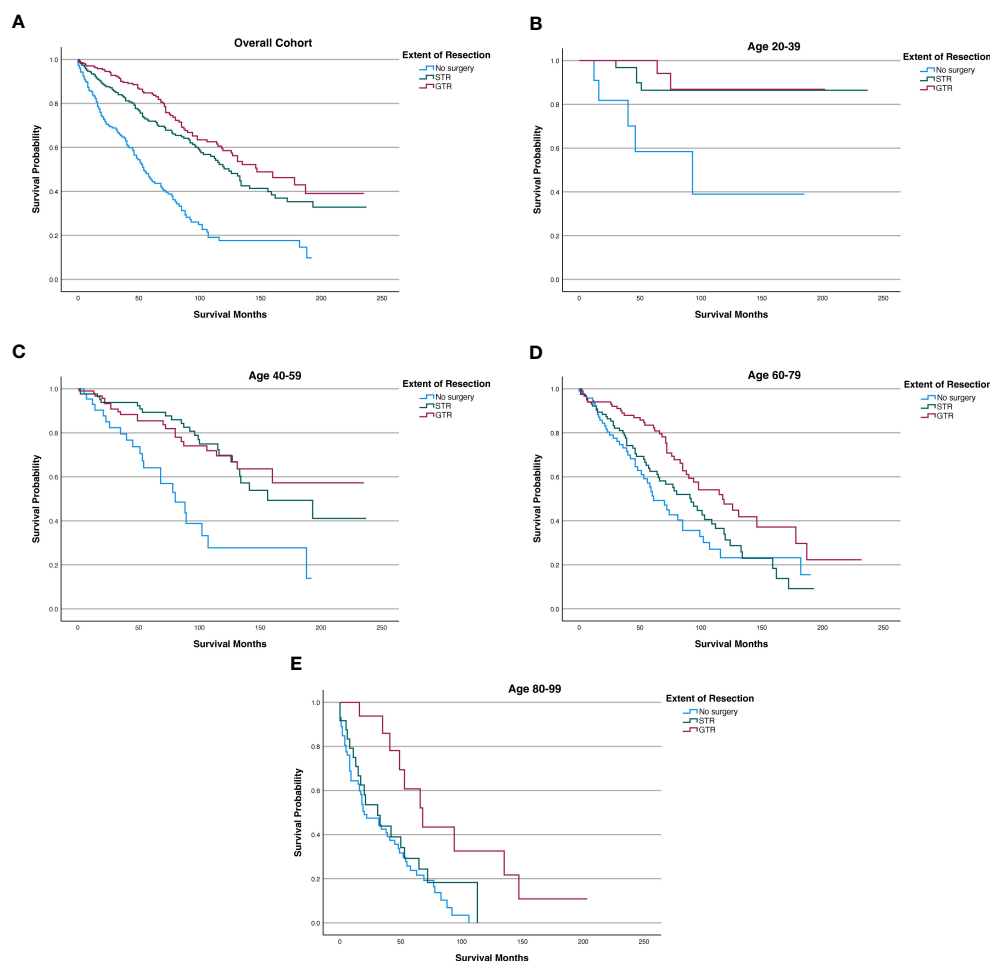 A
Overall Cohort
Extent of Resection
No surgery
STR
GTR
Survival Probability
1.0
0.8
0.6
0.4
0.2
0.0
0 50 100 150 200 250
Survival Months
B
Age 20-39
Extent of Resection
No surgery
STR
GTR
Survival Probability
1.0
0.8
0.6
0.4
0.2
0.0
0 50 100 150 200 250
Survival Months
C
Age 40-59
Extent of Resection
No surgery
STR
GTR
Survival Probability
1.0
0.8
0.6
0.4
0.2
0.0
0 50 100 150 200 250
Survival Months
D
Age 60-79
Extent of Resection
No surgery
STR
GTR
Survival Probability
1.0
0.8
0.6
0.4
0.2
0.0
0 50 100 150 200 250
Survival Months
E
Age 80-99
Extent of Resection
No surgery
STR
GTR
Survival Probability
1.0
0.8
0.6
0.4
0.2
0.0
0 50 100 150 200 250
Survival Months